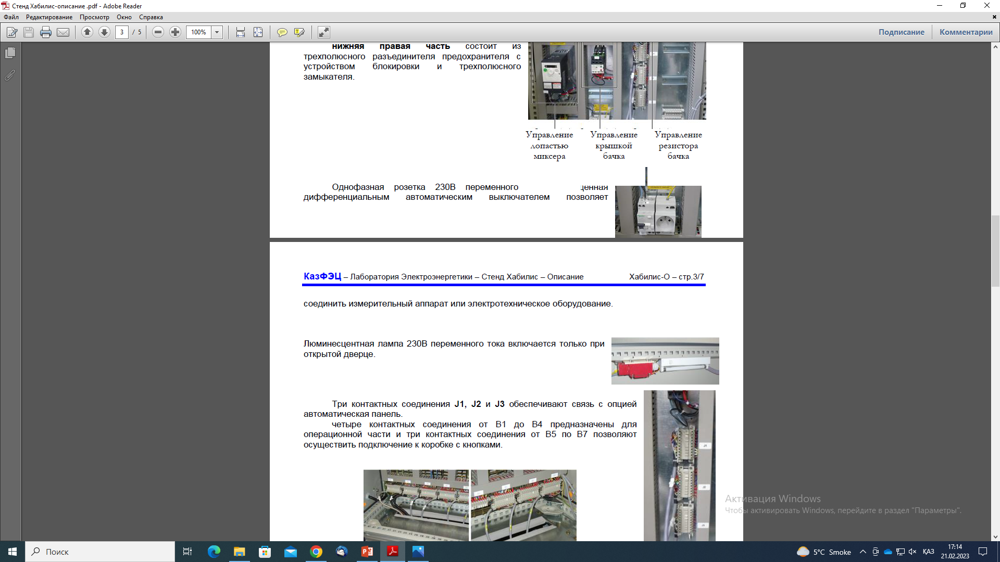 Стенд Хабилис-описание .pdf - Adobe Reader
Файл Редактирование Просмотр Окно Справка
3 / 5 100% Подписание Комментарии
нижняя правая часть состоит из
трехполюсного разъединителя предохранителя с
устройством блокировки и трехполюсного
замыкателя.
Управление
лопастью
миксера
Управление
крышкой
бачка
Управление
резистора
бачка
Однофазная розетка 230В переменного ценная
дифференциальным автоматическим выключателем позволяет
КазФЭЦ – Лаборатория Электроэнергетики – Стенд Хабилис – Описание Хабилис-О – стр.3/7
соединить измерительный аппарат или электротехническое оборудование.
Люминесцентная лампа 230В переменного тока включается только при
открытой дверце.
Три контактных соединения J1, J2 и J3 обеспечивают связь с опцией
автоматическая панель.
четыре контактных соединения от В1 до В4 предназначены для
операционной части и три контактных соединения от В5 по В7 позволяют
осуществить подключение к коробке с кнопками.
J1
J2
J3
Активация Windows
Чтобы активировать Windows, перейдите в раздел "Параметры".
Поиск
5°C Smoke
ҚАЗ
17:14
21.02.2023